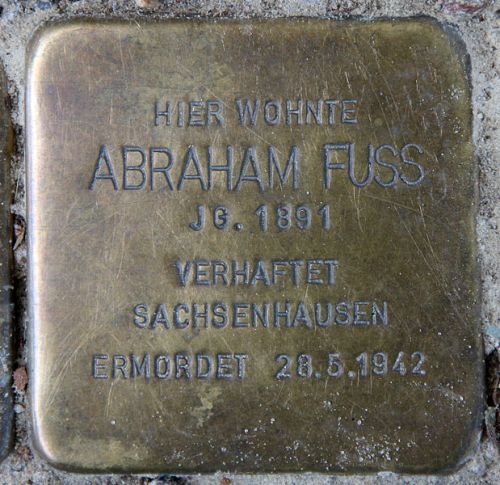 HIER WOHNTE
ABRAHAM FUSS
JG. 1891
VERHAFTET
SACHSENHAUSEN
ERMORDET 28.5.1942